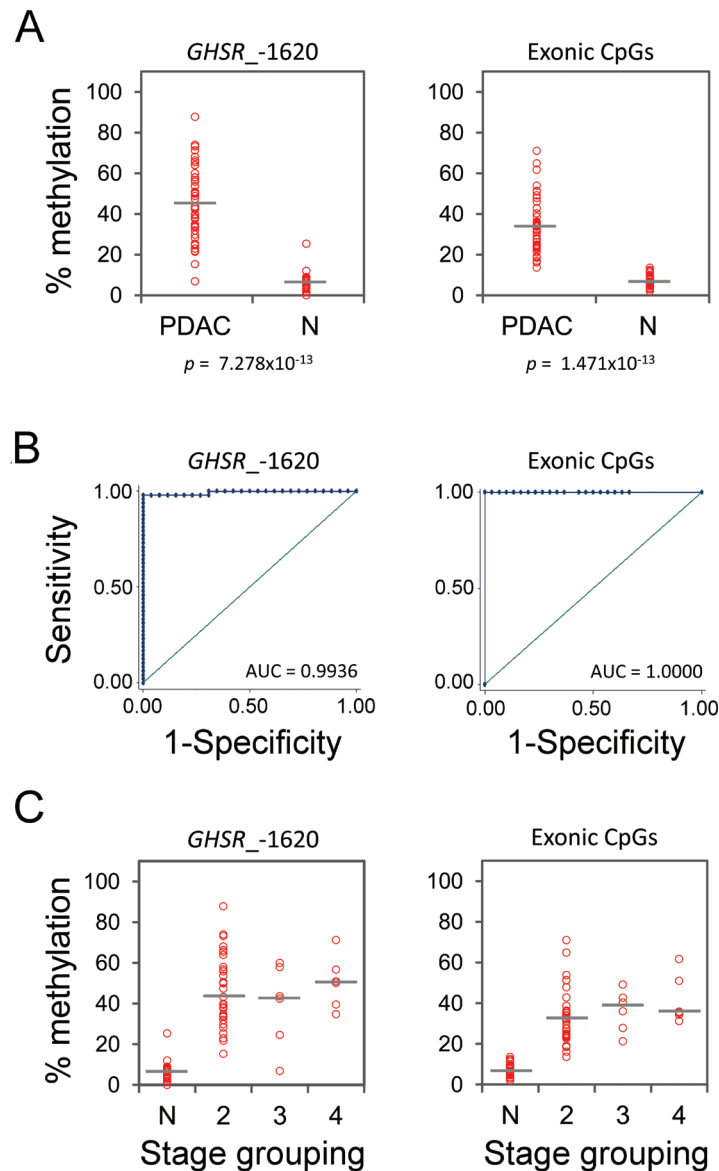 A
GHSR_-1620
Exonic CpGs
% methylation
100
80
60
40
20
0
100
80
60
40
20
0
PDAC N
PDAC N
p = 7.278x10-13
p = 1.471x10-13
B
GHSR_-1620
Exonic CpGs
Sensitivity
1.00
0.50
0.00
1.00
0.50
0.00
AUC = 0.9936
AUC = 1.0000
0.00 0.50 1.00
0.00 0.50 1.00
1-Specificity
1-Specificity
C
GHSR_-1620
Exonic CpGs
% methylation
100
80
60
40
20
0
100
80
60
40
20
0
N 2 3 4
N 2 3 4
Stage grouping
Stage grouping